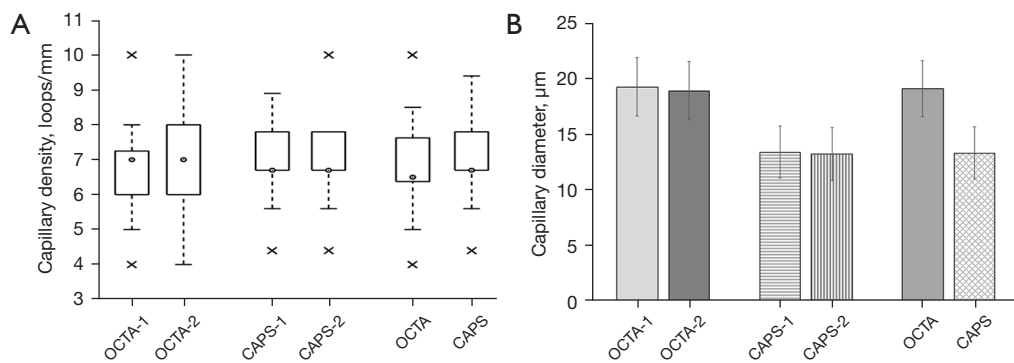 A
Capillary density, loops/mm
11
10
9
8
7
6
5
4
3
OCTA-1
OCTA-2
CAPS-1
CAPS-2
OCTA
CAPS
B
Capillary diameter, µm
25
20
15
10
5
0
OCTA-1
OCTA-2
CAPS-1
CAPS-2
OCTA
CAPS